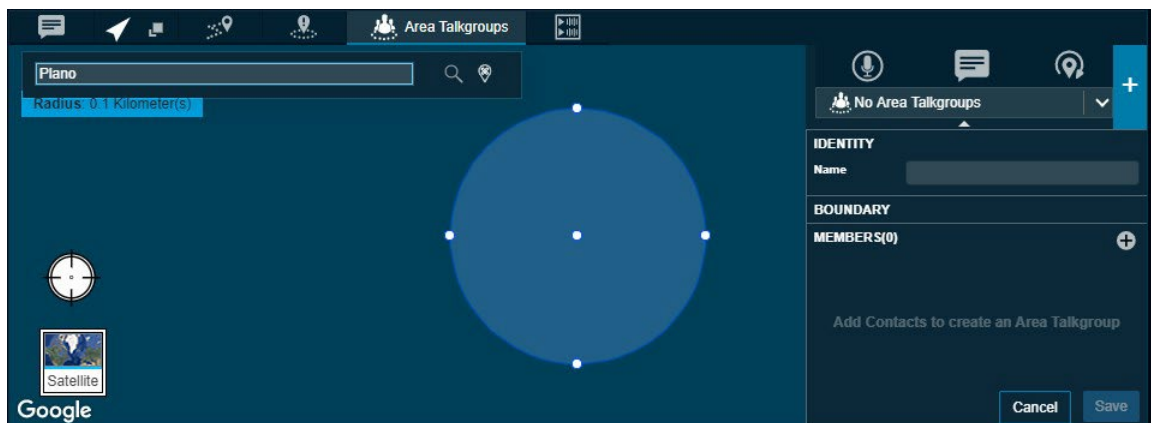 Area Talkgroups
Plano
Radius: 0.1 Kilometer(s)
Satellite
Google
No Area Talkgroups
+
IDENTITY
Name
BOUNDARY
MEMBERS(0)
Add Contacts to create an Area Talkgroup
Cancel
Save